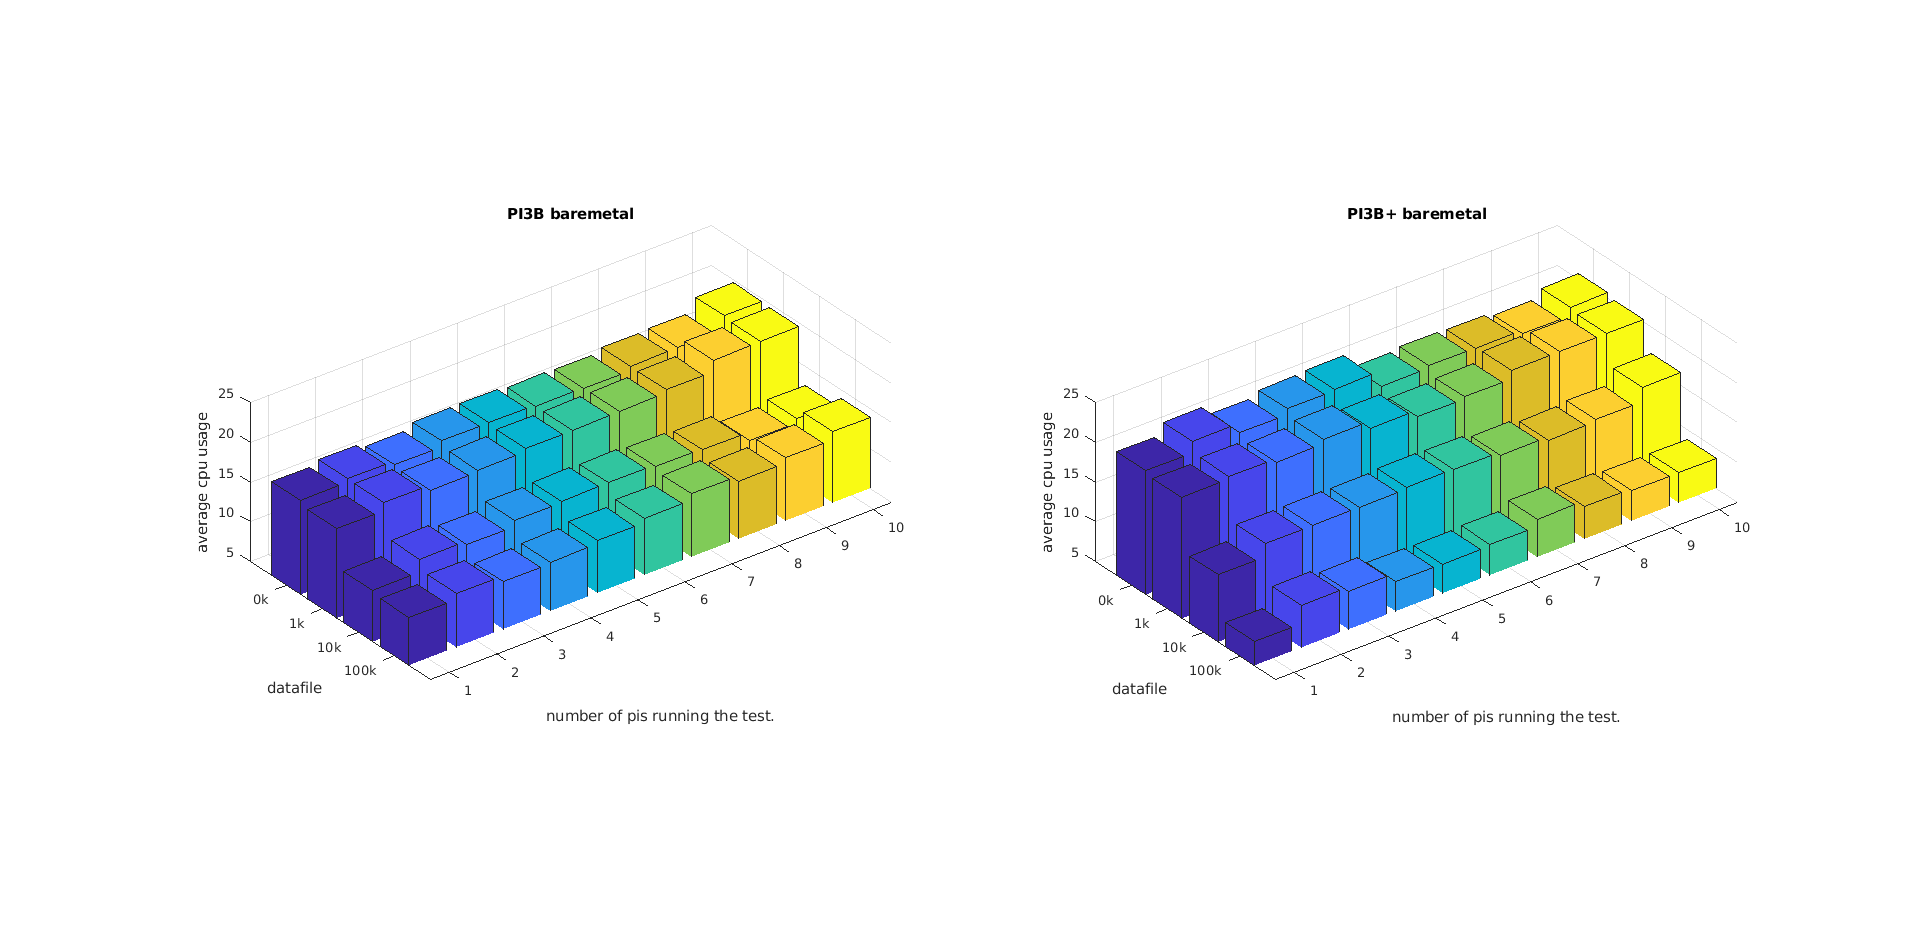 PI3B baremetal
25
20
15
10
5
average cpu usage
0k
1k
10k
100k
datafile
1
2
3
4
5
6
7
8
9
10
number of pis running the test.
PI3B+ baremetal
25
20
15
10
5
average cpu usage
0k
1k
10k
100k
datafile
1
2
3
4
5
6
7
8
9
10
number of pis running the test.